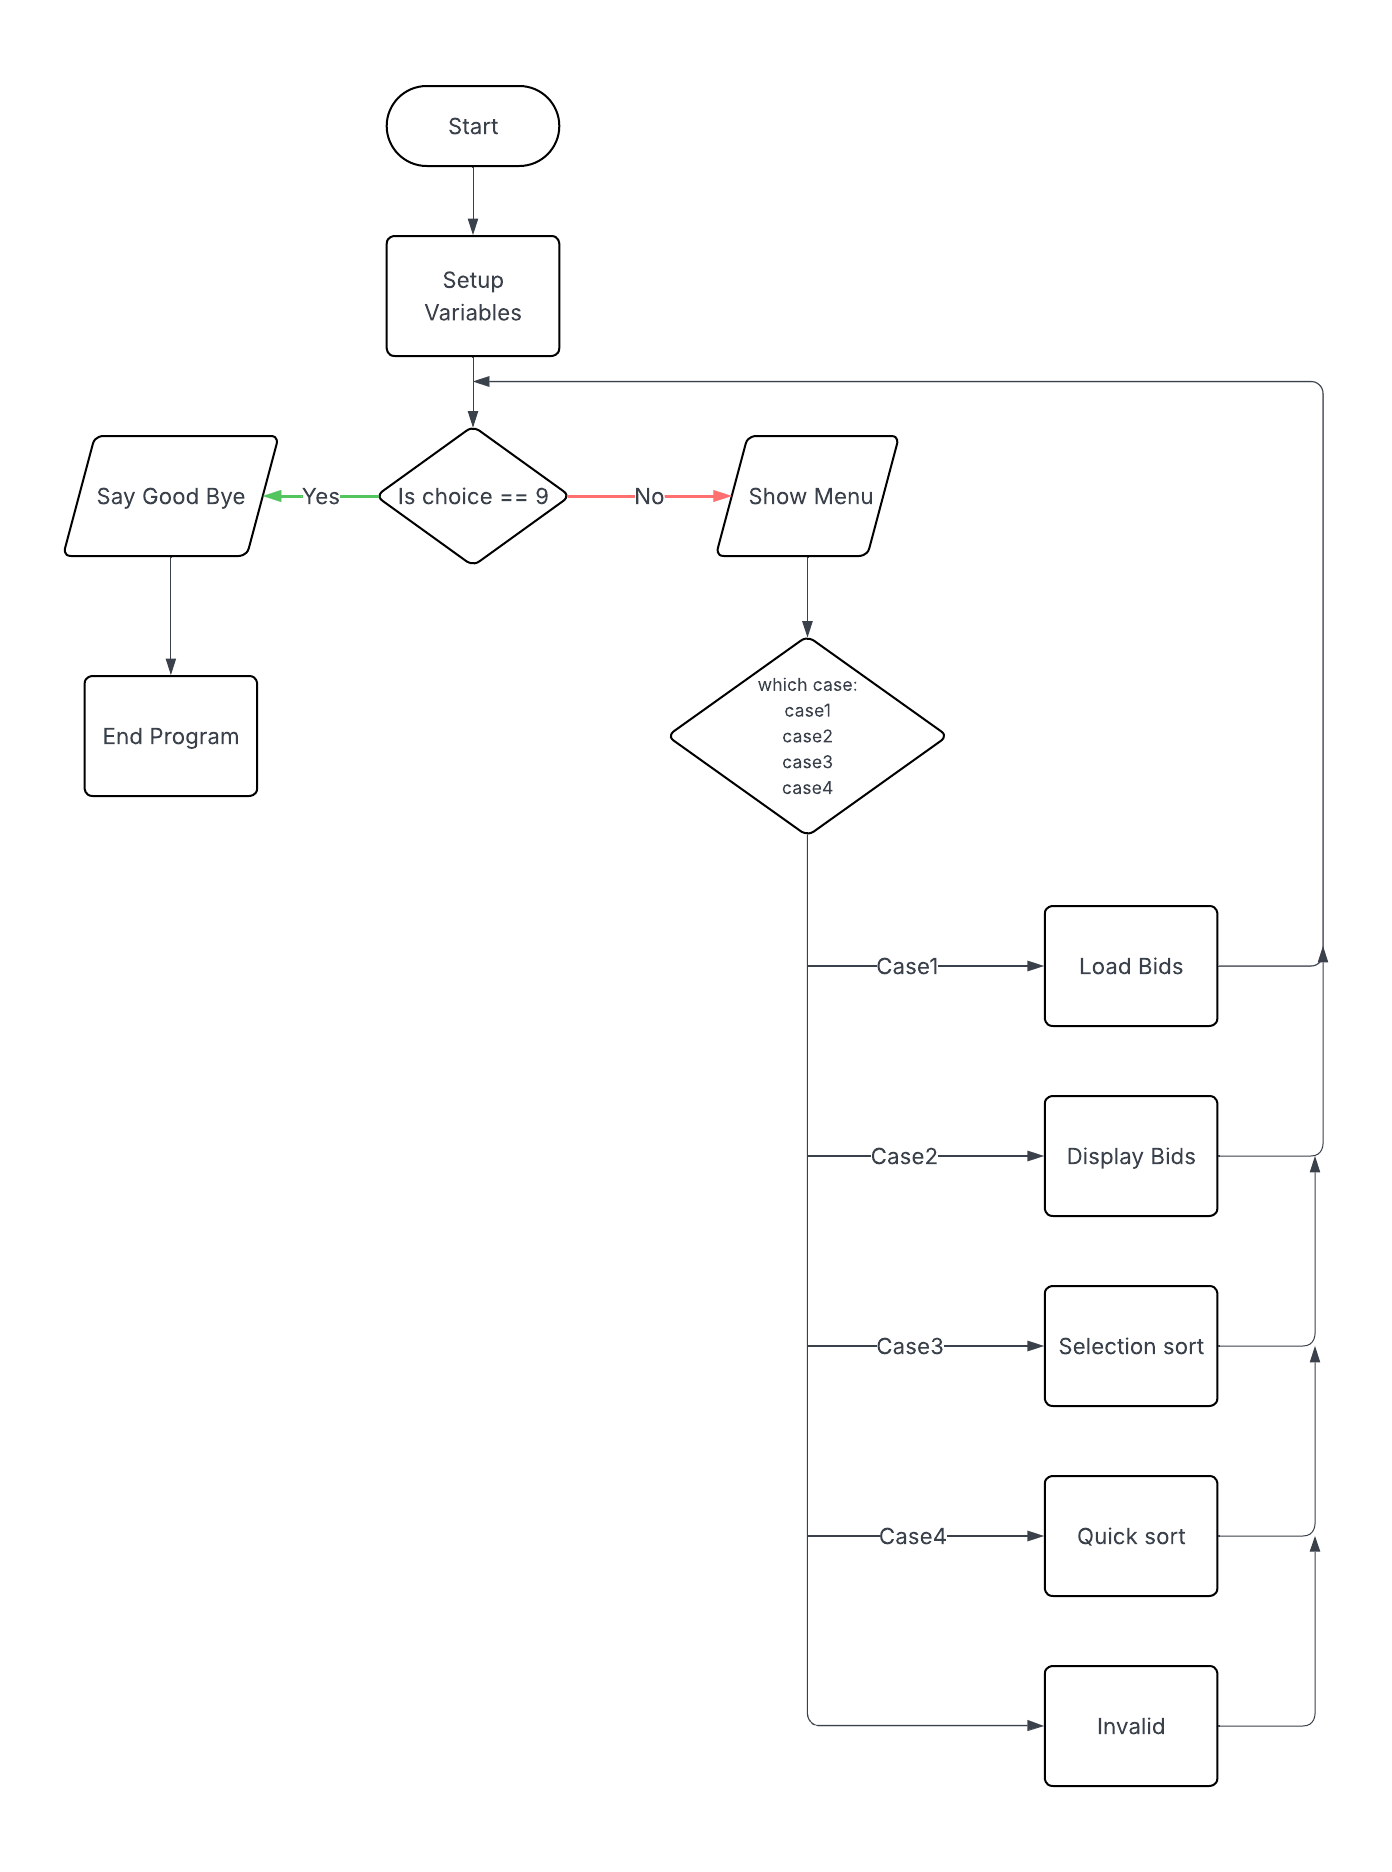 Start
Setup
Variables
Say Good Bye
Yes
Is choice == 9
No
Show Menu
End Program
which case:
case1
case2
case3
case4
Case1
Load Bids
Case2
Display Bids
Case3
Selection sort
Case4
Quick sort
Invalid